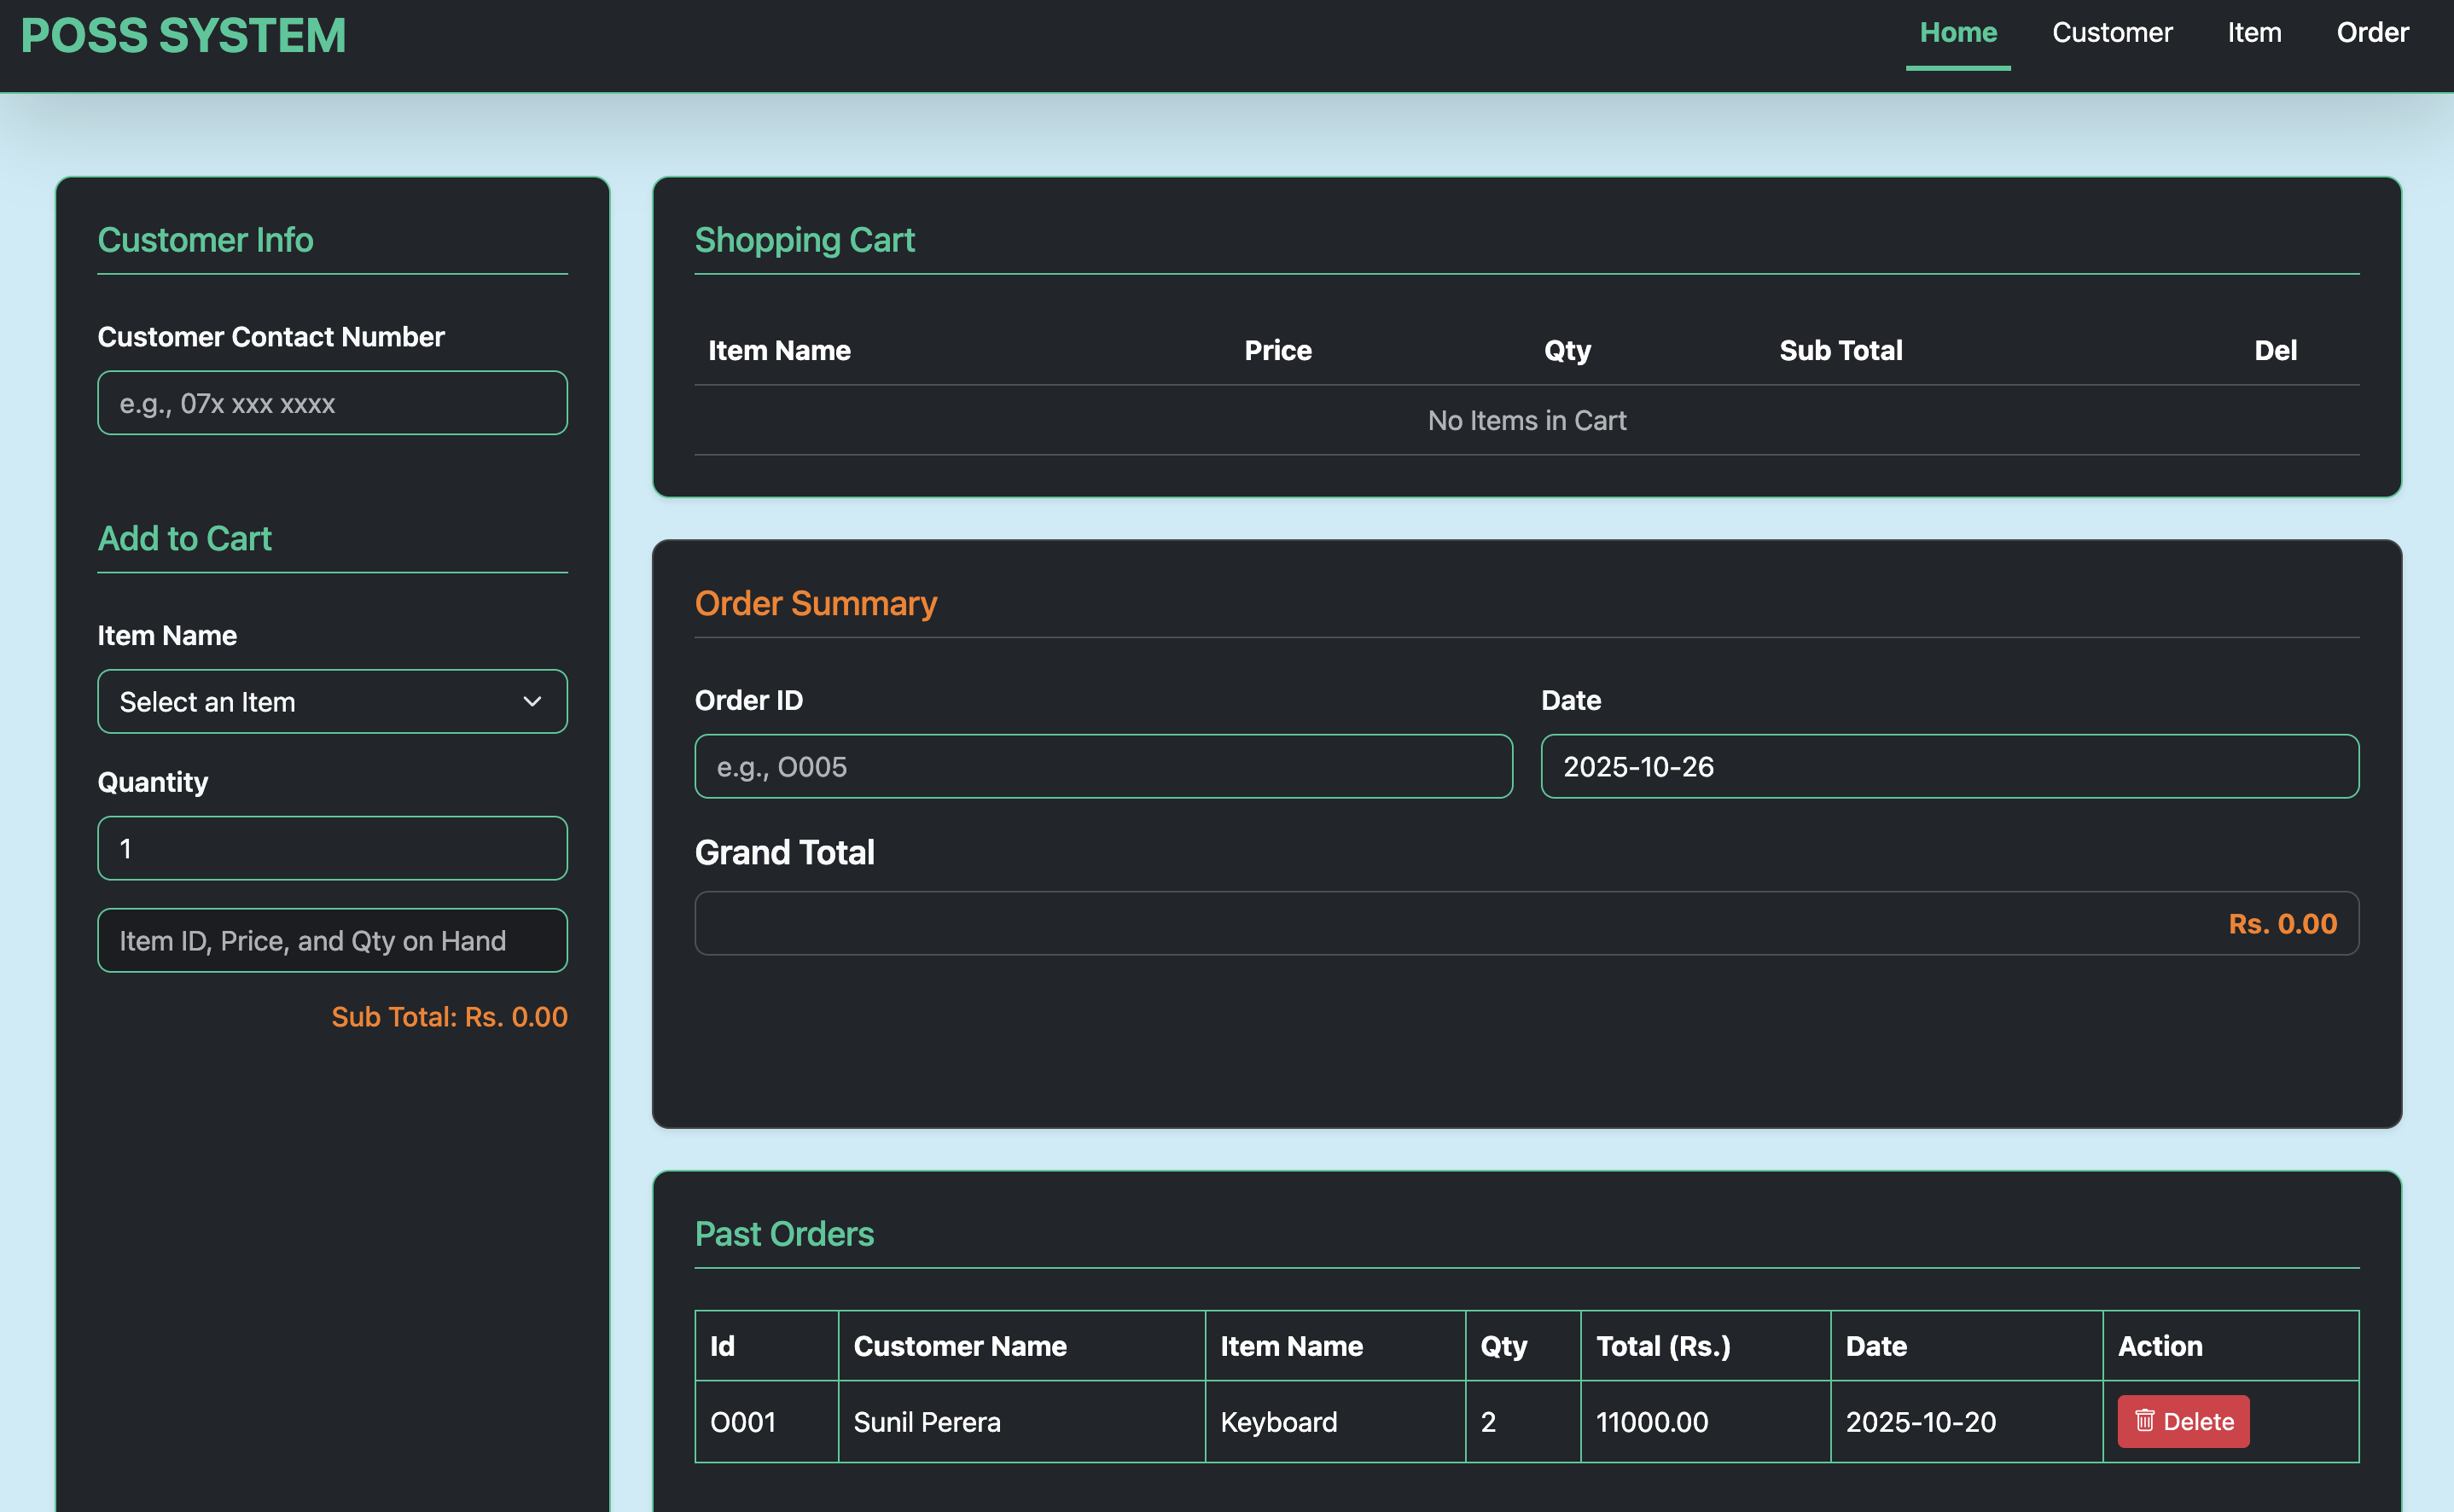 POSS SYSTEM
Home Customer Item Order
Customer Info
Customer Contact Number
e.g., 07x xxx xxxx
Add to Cart
Item Name
Select an Item
Quantity
1
Item ID, Price, and Qty on Hand
Sub Total: Rs. 0.00
Shopping Cart
Item Name Price Qty Sub Total Del
No Items in Cart
Order Summary
Order ID Date
e.g., O005 2025-10-26
Grand Total
Rs. 0.00
Past Orders
Id Customer Name Item Name Qty Total (Rs.) Date Action
O001 Sunil Perera Keyboard 2 11000.00 2025-10-20 Delete